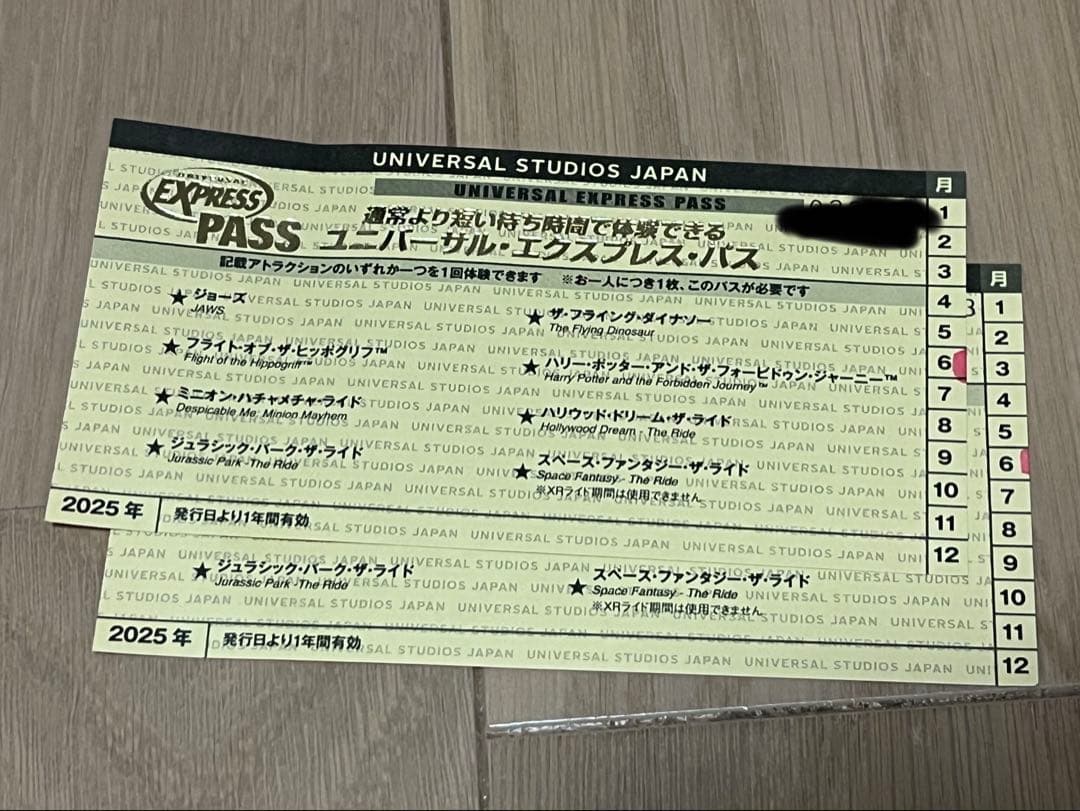 UNIVERSAL STUDIOS JAPAN
UNIVERSAL EXPRESS PASS
UNIVERSAL
EXPRESS
PASS
通常より短い待ち時間で体験できる
ユニバーサル・エクスプレス・パス
記載アトラクションのいずれか一つを1回体験できます ※お一人につき1枚、このパスが必要です
★ジョーズ
JAWS
★フライト・オブ・ザ・ヒッポグリフ™
Flight of the Hippogriff™
★ミニオン・ハチャメチャ・ライド
Despicable Me: Minion Mayhem
★ジュラシック・パーク・ザ・ライド
Jurassic Park -The Ride
★ザ・フライング・ダイナソー
The Flying Dinosaur
★ハリー・ポッター・アンド・ザ・フォービドゥン・ジャーニー™
Harry Potter and the Forbidden Journey™
★ハリウッド・ドリーム・ザ・ライド
Hollywood Dream - The Ride
★スペース・ファンタジー・ザ・ライド
Space Fantasy - The Ride
※XRライド期間は使用できません
2025年 発行日より1年間有効
月
1
2
3
4
5
6
7
8
9
10
11
12
★ジュラシック・パーク・ザ・ライド
Jurassic Park -The Ride
★スペース・ファンタジー・ザ・ライド
Space Fantasy - The Ride
※XRライド期間は使用できません
2025年 発行日より1年間有効
月
1
2
3
4
5
6
7
8
9
10
11
12